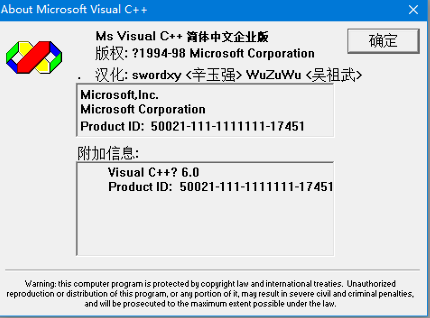 About Microsoft Visual C++
Ms Visual C++ 简体中文企业版
确定
版权: ?1994-98 Microsoft Corporation
. 汉化: swordxy <辛玉强> WuZuWu <吴祖武>
Microsoft,Inc.
Microsoft Corporation
Product ID: 50021-111-1111111-17451
附加信息:
Visual C++? 6.0
Product ID: 50021-111-1111111-17451
Warning: this computer program is protected by copyright law and international treaties. Unauthorized
reproduction or distribution of this program, or any portion of it, may result in severe civil and criminal penalties,
and will be prosecuted to the maximum extent possible under the law.